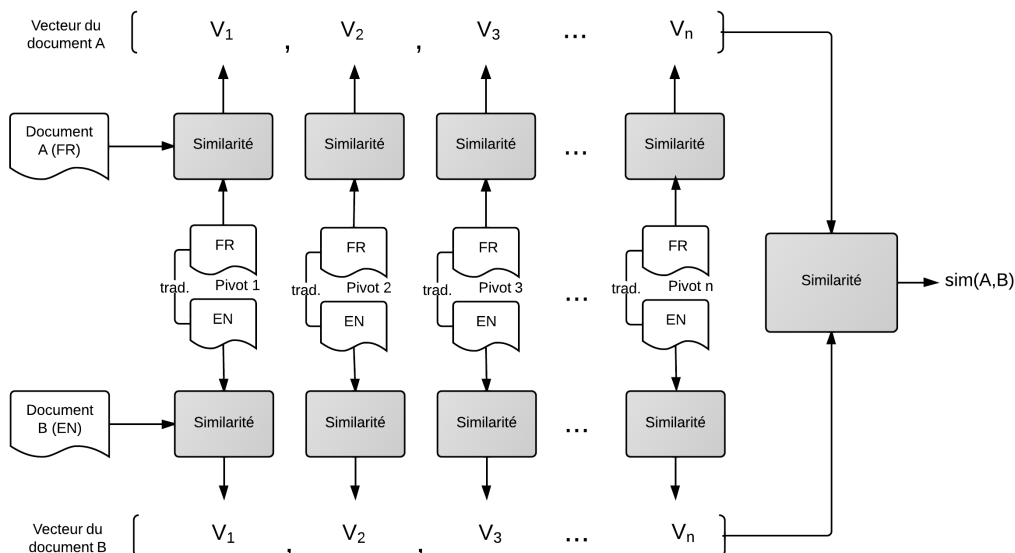 Vecteur du
document A
V1 , V2 , V3 ... Vn
Document
A (FR)
Similarité
Similarité
Similarité
...
Similarité
FR
FR
FR
FR
trad. Pivot 1
trad. Pivot 2
trad. Pivot 3
...
trad. Pivot n
EN
EN
EN
EN
Similarité
sim(A,B)
Document
B (EN)
Similarité
Similarité
Similarité
...
Similarité
Vecteur du
document B
V1 , V2 , V3 ... Vn